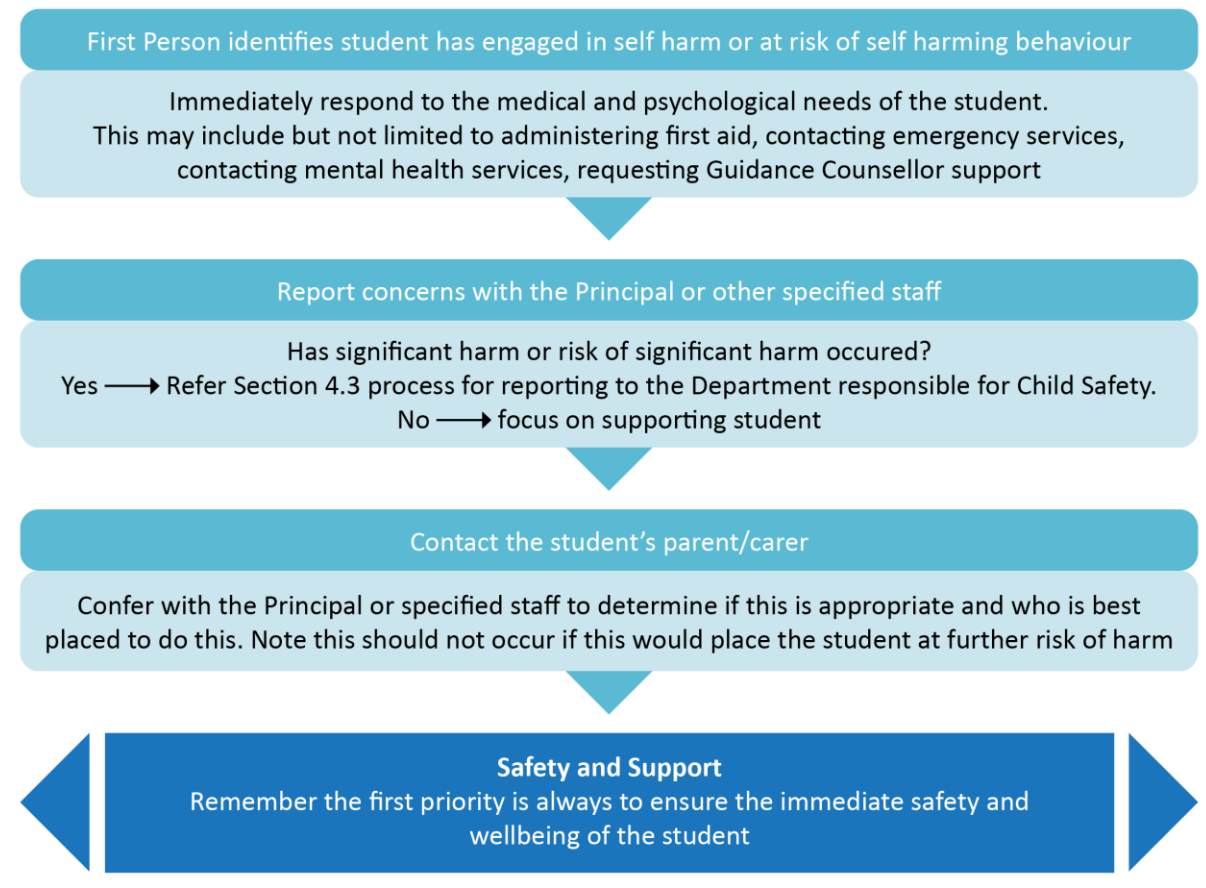 First Person identifies student has engaged in self harm or at risk of self harming behaviour
Immediately respond to the medical and psychological needs of the student.
This may include but not limited to administering first aid, contacting emergency services,
contacting mental health services, requesting Guidance Counsellor support
Report concerns with the Principal or other specified staff
Has significant harm or risk of significant harm occured?
Yes → Refer Section 4.3 process for reporting to the Department responsible for Child Safety.
No → focus on supporting student
Contact the student's parent/carer
Confer with the Principal or specified staff to determine if this is appropriate and who is best
placed to do this. Note this should not occur if this would place the student at further risk of harm
Safety and Support
Remember the first priority is always to ensure the immediate safety and
wellbeing of the student